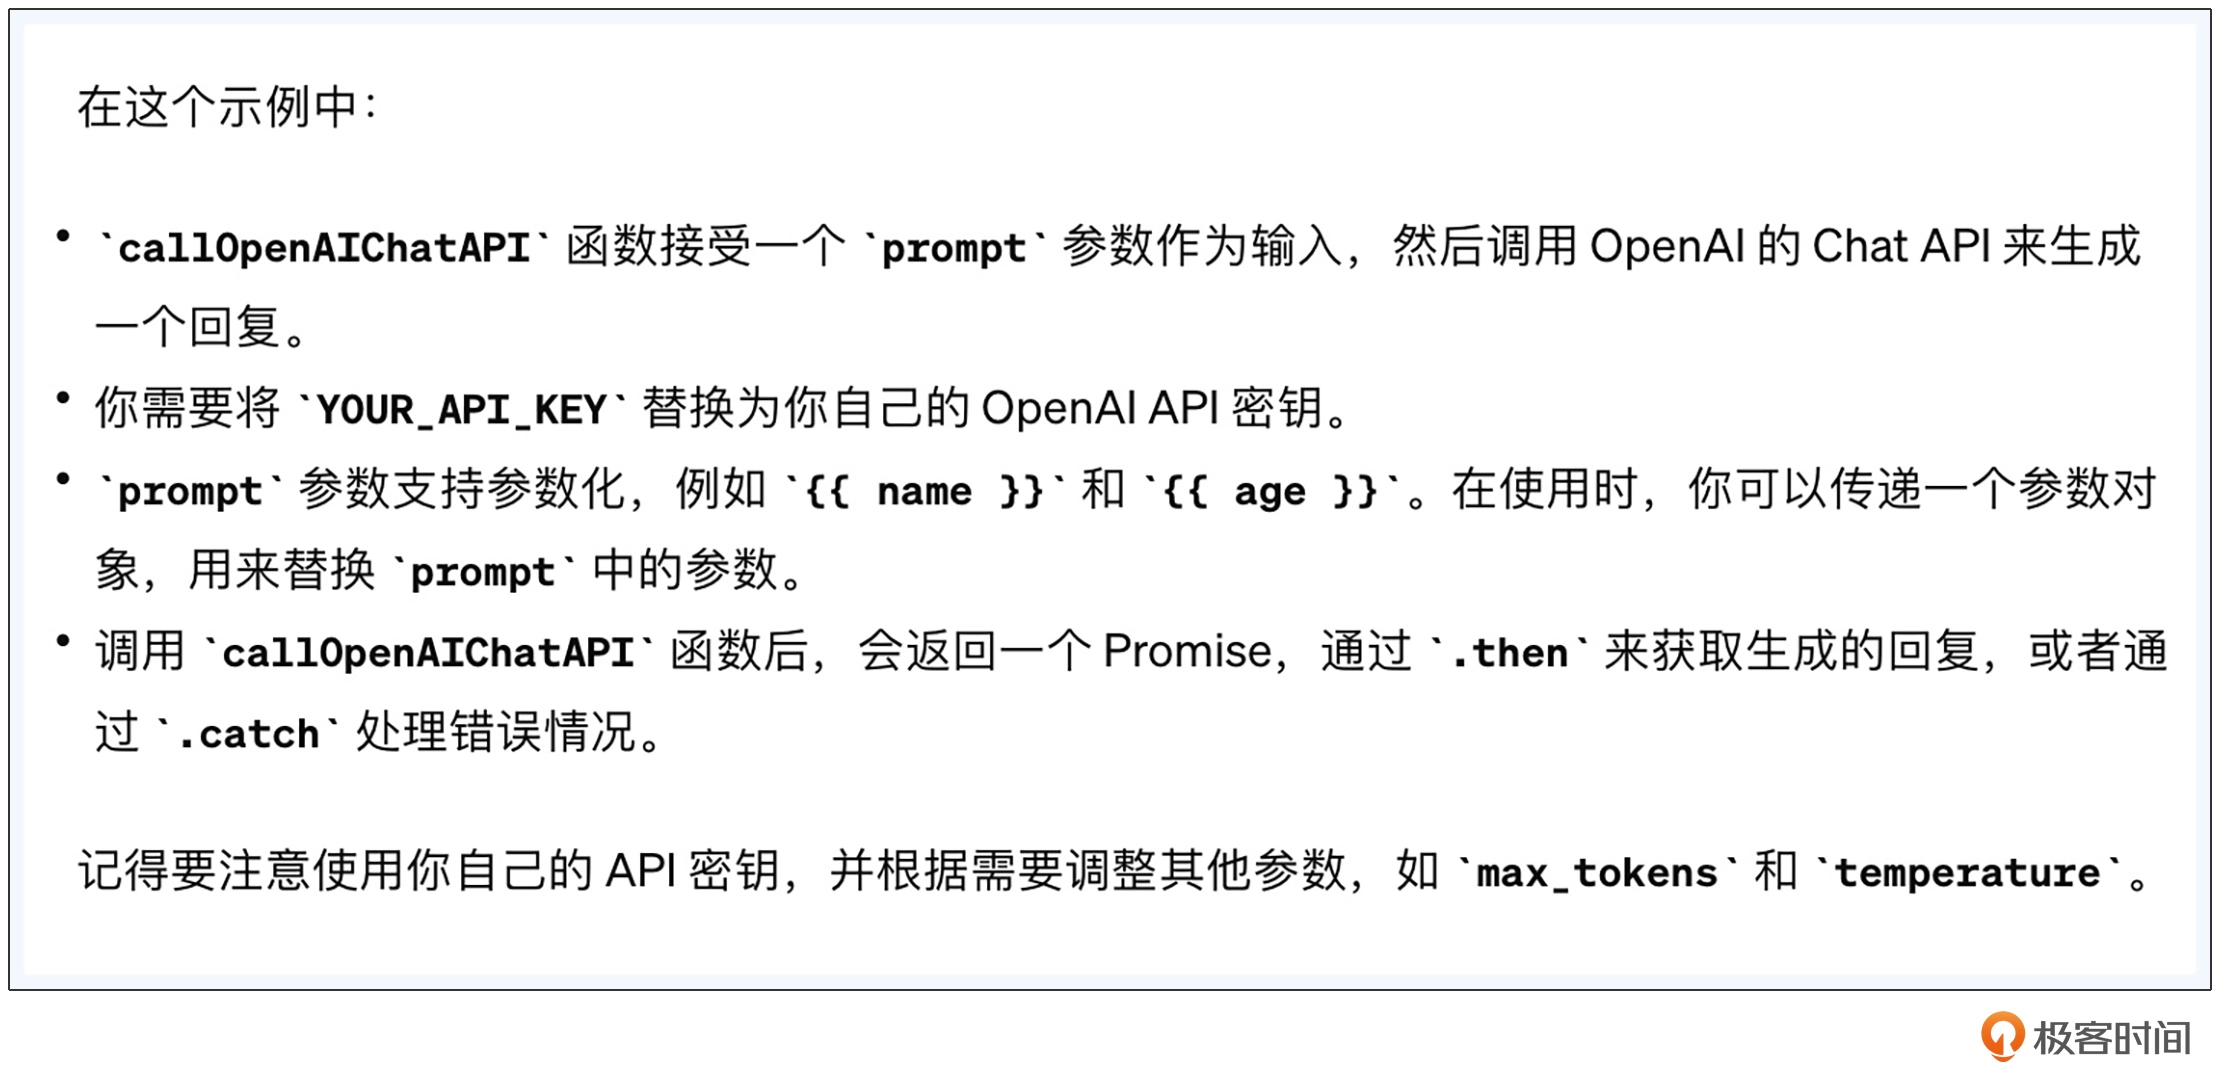 在这个示例中：
• `callOpenAIChatAPI` 函数接受一个 `prompt` 参数作为输入，然后调用 OpenAI 的 Chat API 来生成
一个回复。
• 你需要将 `YOUR_API_KEY` 替换为你自己的 OpenAI API 密钥。
• `prompt` 参数支持参数化，例如 `{{ name }}` 和 `{{ age }}`。在使用时，你可以传递一个参数对
象，用来替换 `prompt` 中的参数。
• 调用 `callOpenAIChatAPI` 函数后，会返回一个 Promise，通过 `.then` 来获取生成的回复，或者通
过 `.catch` 处理错误情况。
记得要注意使用你自己的 API 密钥，并根据需要调整其他参数，如 `max_tokens` 和 `temperature`。
极客时间